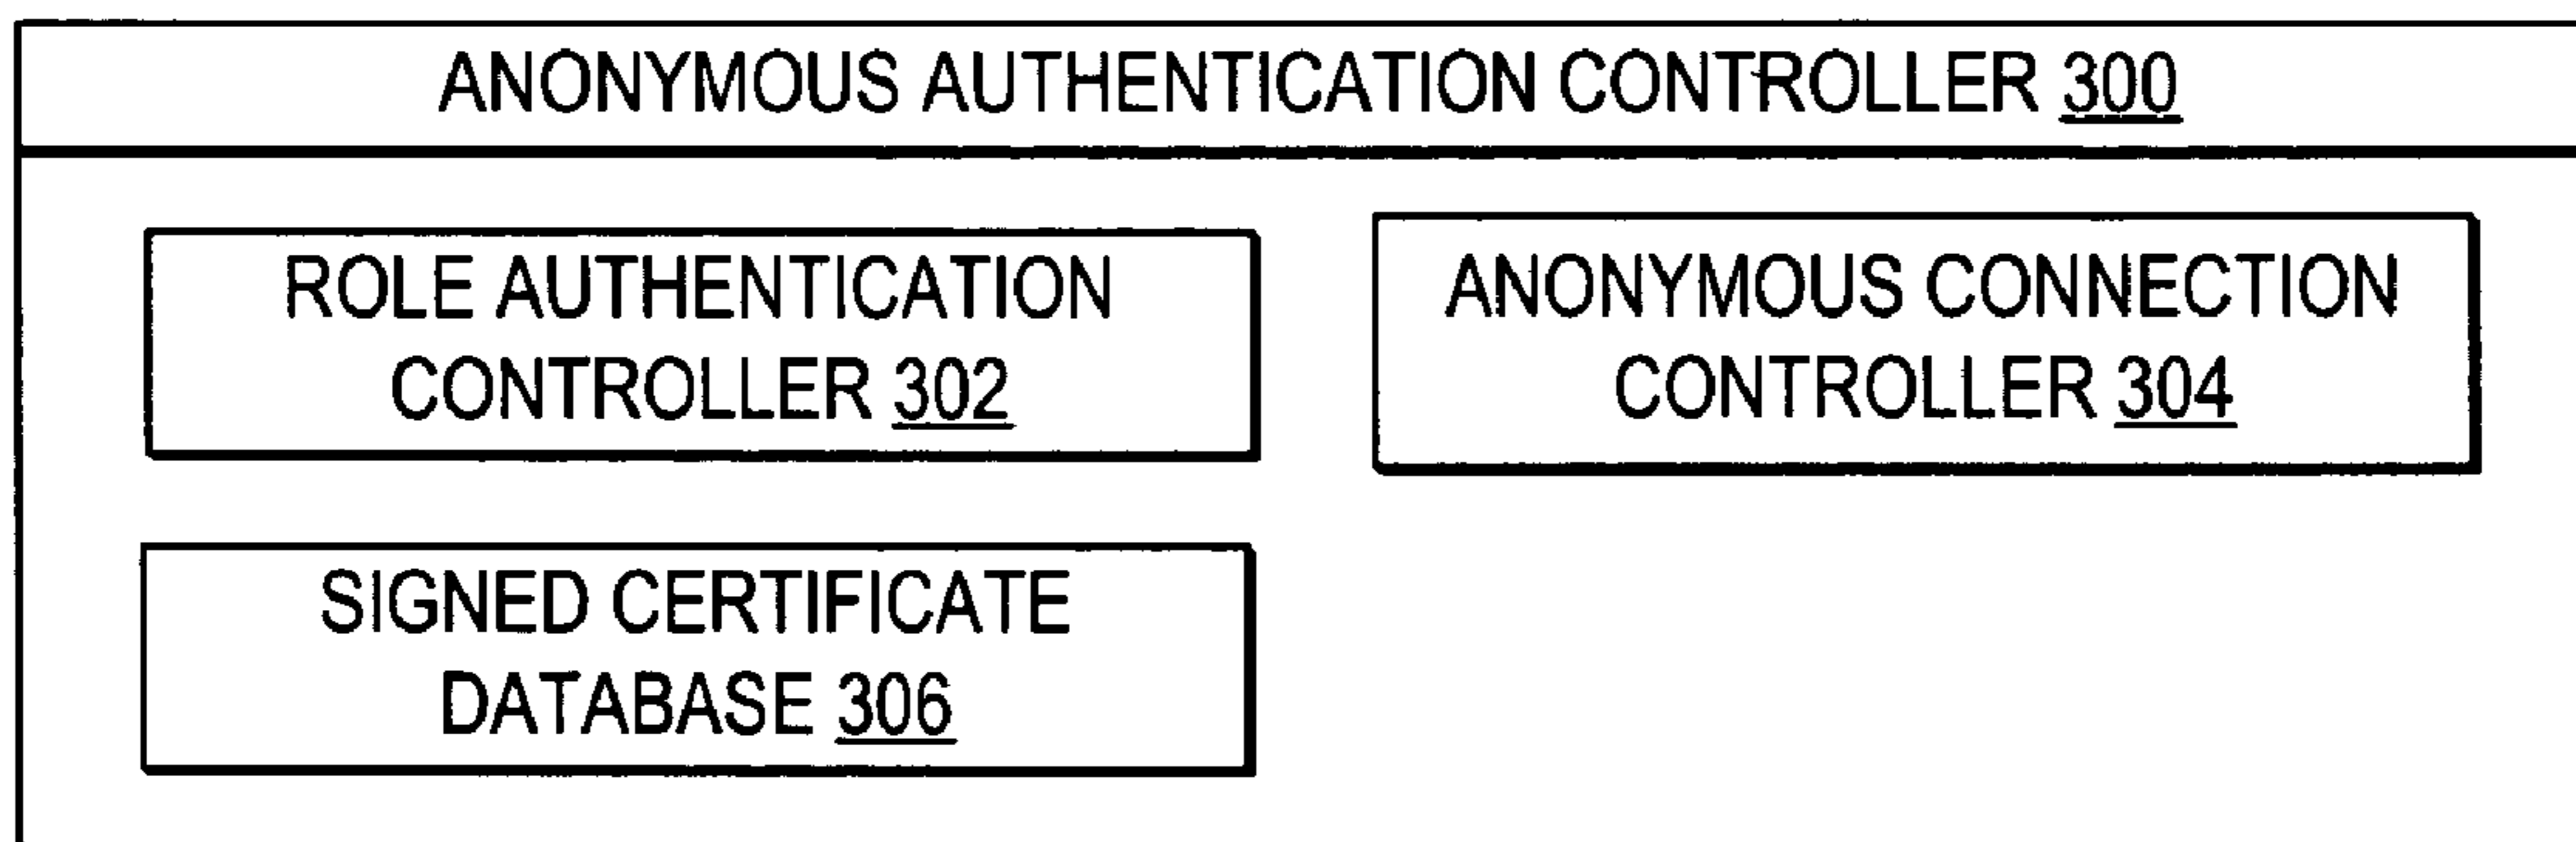 ANONYMOUS AUTHENTICATION CONTROLLER 300
ROLE AUTHENTICATION
CONTROLLER 302
ANONYMOUS CONNECTION
CONTROLLER 304
SIGNED CERTIFICATE
DATABASE 306